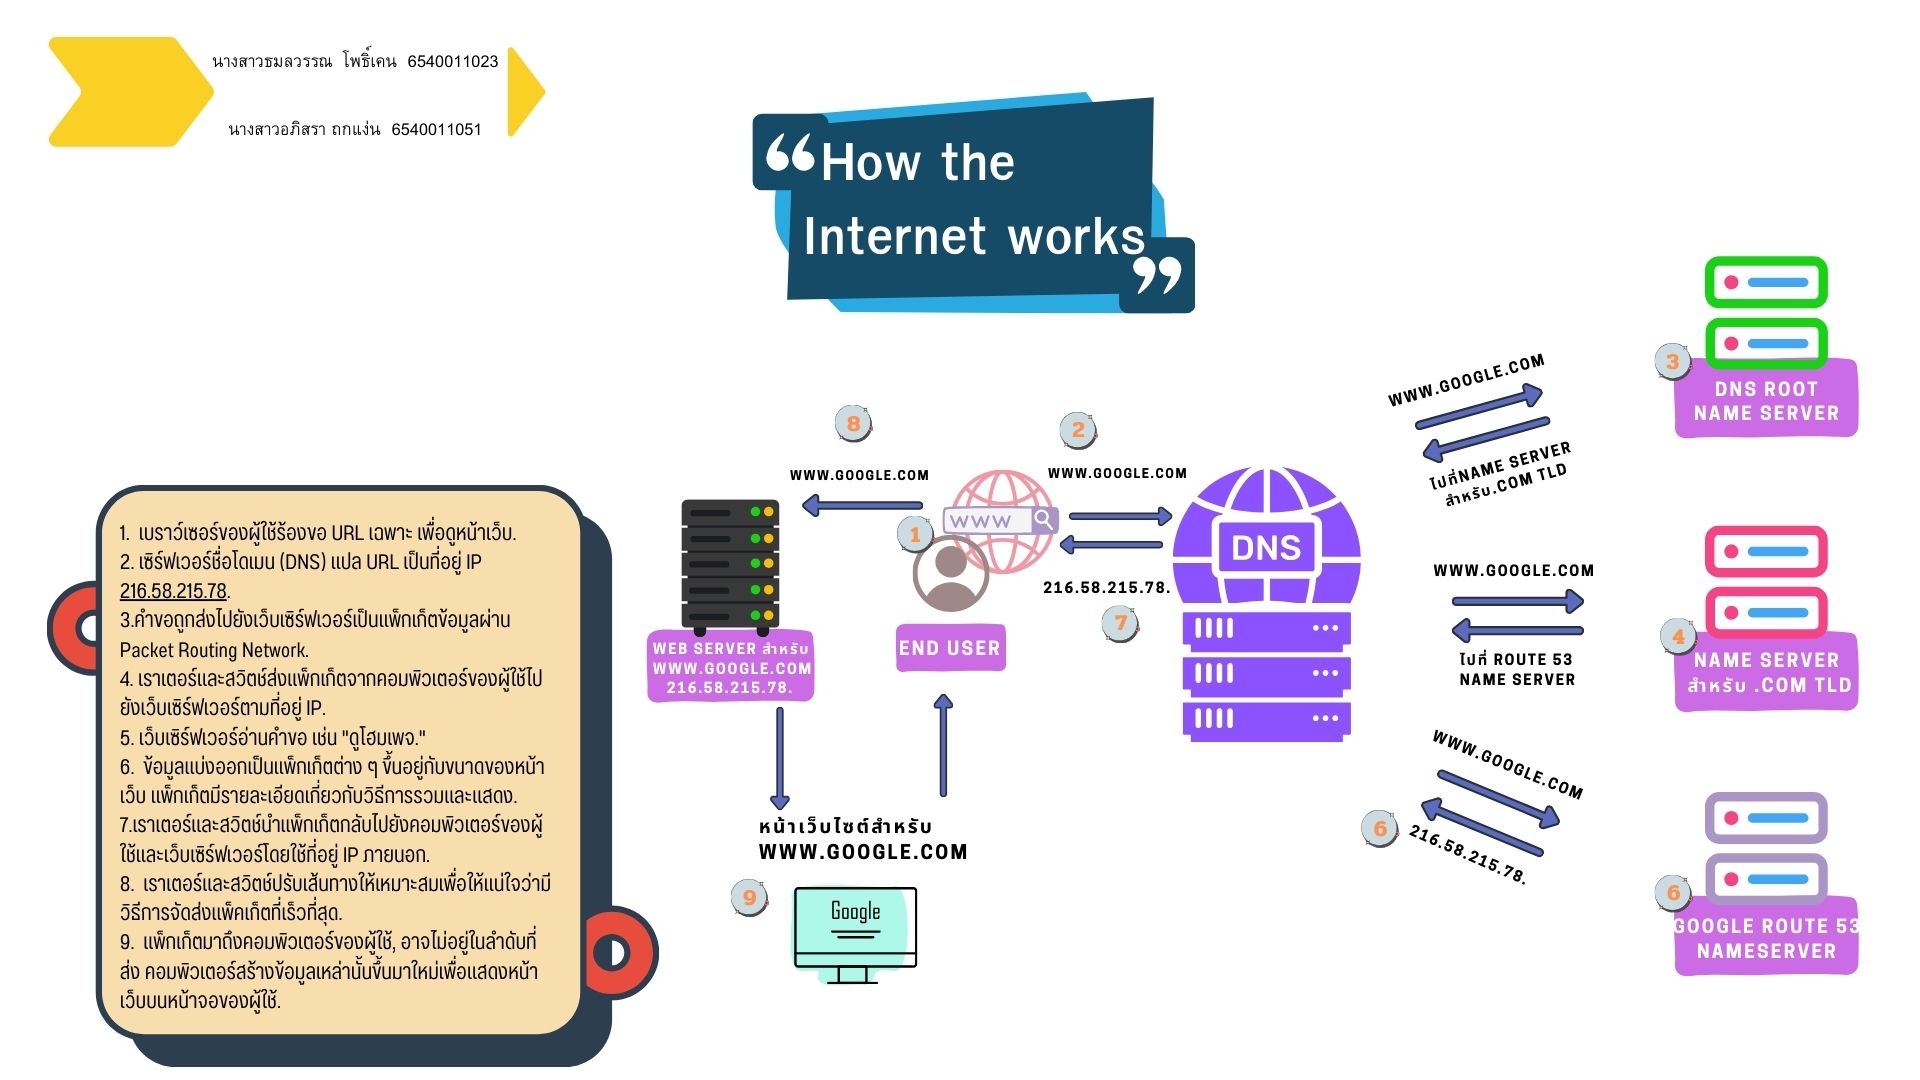 นางสาวธมลวรรณ โพธิ์เคน 6540011023
นางสาวอภิสรา ถกแง่น 6540011051
“How the
Internet works”
1. เบราว์เซอร์ของผู้ใช้ร้องขอ URL เฉพาะ เพื่อดูหน้าเว็บ.
2. เซิร์ฟเวอร์ชื่อโดเมน (DNS) แปล URL เป็นที่อยู่ IP
216.58.215.78.
3.คำขอถูกส่งไปยังเว็บเซิร์ฟเวอร์เป็นแพ็กเก็ตข้อมูลผ่าน
Packet Routing Network.
4. เราเตอร์และสวิตช์ส่งแพ็กเก็ตจากคอมพิวเตอร์ของผู้ใช้ไป
ยังเว็บเซิร์ฟเวอร์ตามที่อยู่ IP.
5. เว็บเซิร์ฟเวอร์อ่านคำขอ เช่น "ดูโฮมเพจ."
6. ข้อมูลแบ่งออกเป็นแพ็กเก็ตต่าง ๆ ขึ้นอยู่กับขนาดของหน้า
เว็บ แพ็กเก็ตมีรายละเอียดเกี่ยวกับวิธีการรวมและแสดง.
7.เราเตอร์และสวิตช์นำแพ็กเก็ตกลับไปยังคอมพิวเตอร์ของผู้
ใช้และเว็บเซิร์ฟเวอร์โดยใช้ที่อยู่ IP ภายนอก.
8. เราเตอร์และสวิตช์ปรับเส้นทางให้เหมาะสมเพื่อให้แน่ใจว่ามี
วิธีการจัดส่งแพ็คเก็ตที่เร็วที่สุด.
9. แพ็กเก็ตมาถึงคอมพิวเตอร์ของผู้ใช้, อาจไม่อยู่ในลำดับที่
ส่ง คอมพิวเตอร์สร้างข้อมูลเหล่านั้นขึ้นมาใหม่เพื่อแสดงหน้า
เว็บบนหน้าจอของผู้ใช้.
8
WWW.GOOGLE.COM
WEB SERVER สำหรับ
WWW.GOOGLE.COM
216.58.215.78.
1
WWW
END USER
2
WWW.GOOGLE.COM
216.58.215.78.
7
DNS
หน้าเว็บไซต์สำหรับ
WWW.GOOGLE.COM
9
Google
WWW.GOOGLE.COM
ไปที่NAME SERVER
สำหรับ.COM TLD
3
DNS ROOT
NAME SERVER
WWW.GOOGLE.COM
ไปที่ ROUTE 53
NAME SERVER
4
NAME SERVER
สำหรับ .COM TLD
WWW.GOOGLE.COM
6
216.58.215.78.
6
GOOGLE ROUTE 53
NAMESERVER